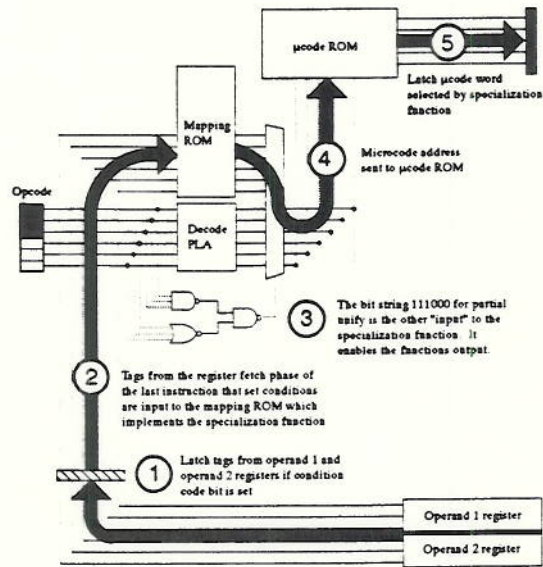 μcode ROM
5
Latch μcode word
selected by specialization
function
Mapping
ROM
4
Microcode address
sent to μcode ROM
Opcode
Decode
PLA
3
The bit string 111000 for partial
unify is the other "input" to the
specialization function. It
enables the functions output.
2
Tags from the register fetch phase of
the last instruction that set conditions
are input to the mapping ROM which
implements the specialization function
1
Latch tags from operand 1 and
operand 2 registers if condition
code bit is set
Operand 1 register
Operand 2 register